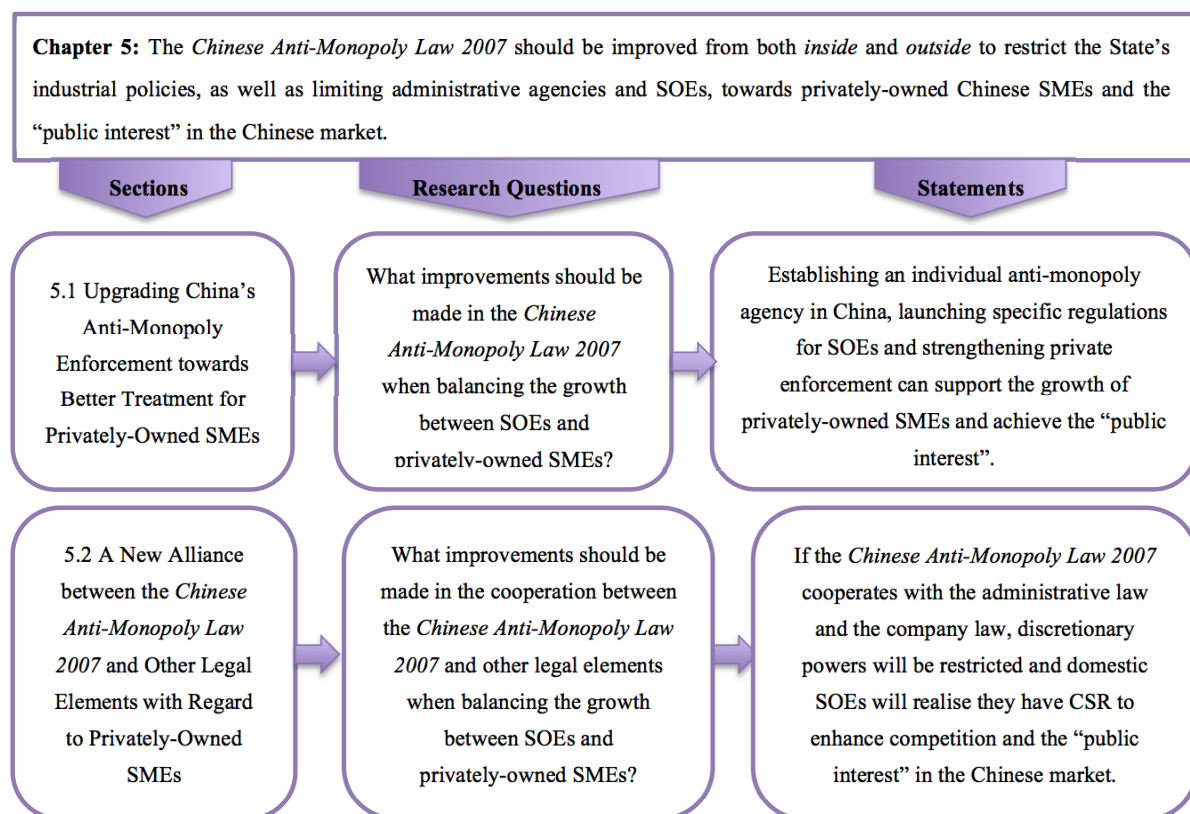 Chapter 5: The Chinese Anti-Monopoly Law 2007 should be improved from both inside and outside to restrict the State's
industrial policies, as well as limiting administrative agencies and SOEs, towards privately-owned Chinese SMEs and the
"public interest" in the Chinese market.
Sections
Research Questions
Statements
5.1 Upgrading China's
Anti-Monopoly
Enforcement towards
Better Treatment for
Privately-Owned SMEs
What improvements should be
made in the Chinese
Anti-Monopoly Law 2007
when balancing the growth
between SOEs and
privately-owned SMEs?
Establishing an individual anti-monopoly
agency in China, launching specific regulations
for SOEs and strengthening private
enforcement can support the growth of
privately-owned SMEs and achieve the "public
interest".
5.2 A New Alliance
between the Chinese
Anti-Monopoly Law
2007 and Other Legal
Elements with Regard
to Privately-Owned
SMEs
What improvements should be
made in the cooperation between
the Chinese Anti-Monopoly Law
2007 and other legal elements
when balancing the growth
between SOEs and
privately-owned SMEs?
If the Chinese Anti-Monopoly Law 2007
cooperates with the administrative law
and the company law, discretionary
powers will be restricted and domestic
SOEs will realise they have CSR to
enhance competition and the "public
interest" in the Chinese market.